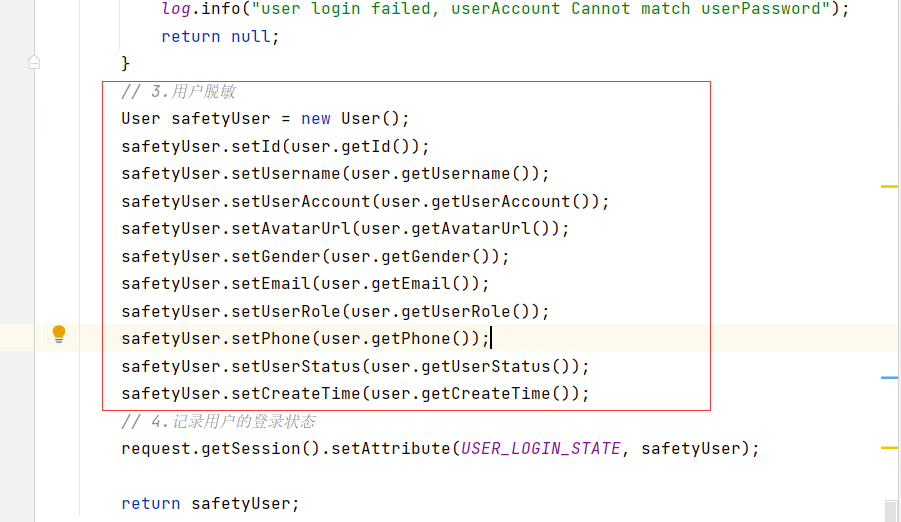 log.info("user login failed, userAccount Cannot match userPassword");
return null;
}
// 3.用户脱敏
User safetyUser = new User();
safetyUser.setId(user.getId());
safetyUser.setUsername(user.getUsername());
safetyUser.setUserAccount(user.getUserAccount());
safetyUser.setAvatarUrl(user.getAvatarUrl());
safetyUser.setGender(user.getGender());
safetyUser.setEmail(user.getEmail());
safetyUser.setUserRole(user.getUserRole());
safetyUser.setPhone(user.getPhone());
safetyUser.setUserStatus(user.getUserStatus());
safetyUser.setCreateTime(user.getCreateTime());
// 4.记录用户的登录状态
request.getSession().setAttribute(USER_LOGIN_STATE, safetyUser);
return safetyUser;